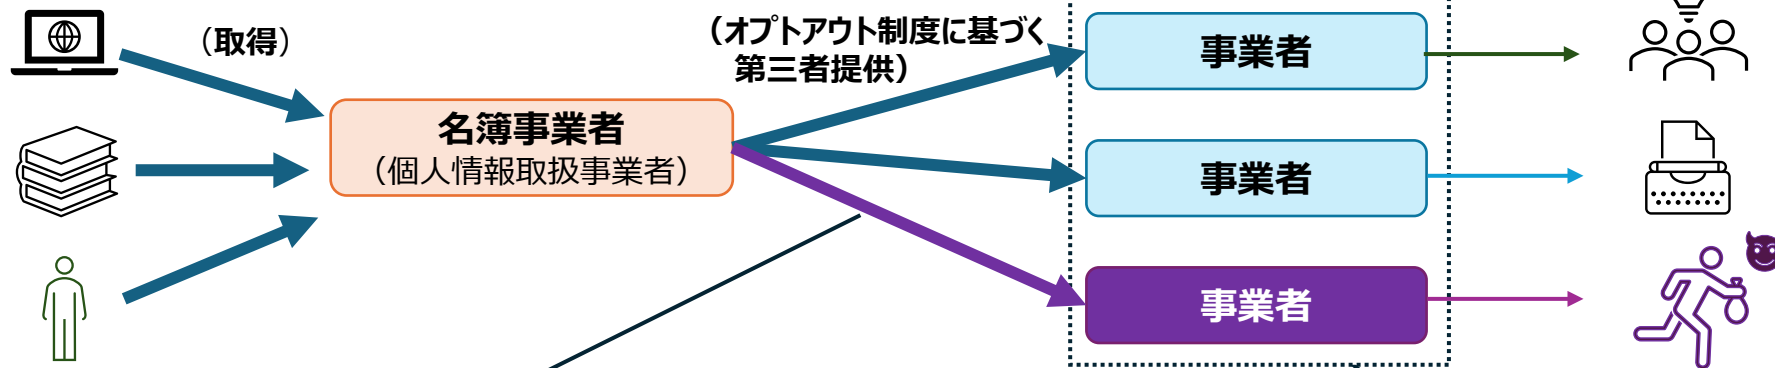 （取得）
（オプトアウト制度に基づく
第三者提供）
名簿事業者
（個人情報取扱事業者）
事業者
事業者
事業者